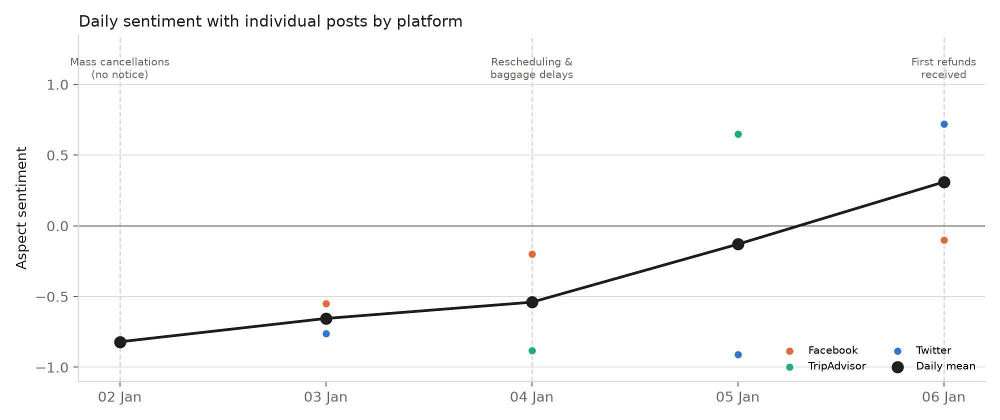 Daily sentiment with individual posts by platform
Mass cancellations
(no notice)
Rescheduling &
baggage delays
First refunds
received
Aspect sentiment
1.0
0.5
0.0
−0.5
−1.0
Facebook
TripAdvisor
Twitter
Daily mean
02 Jan
03 Jan
04 Jan
05 Jan
06 Jan